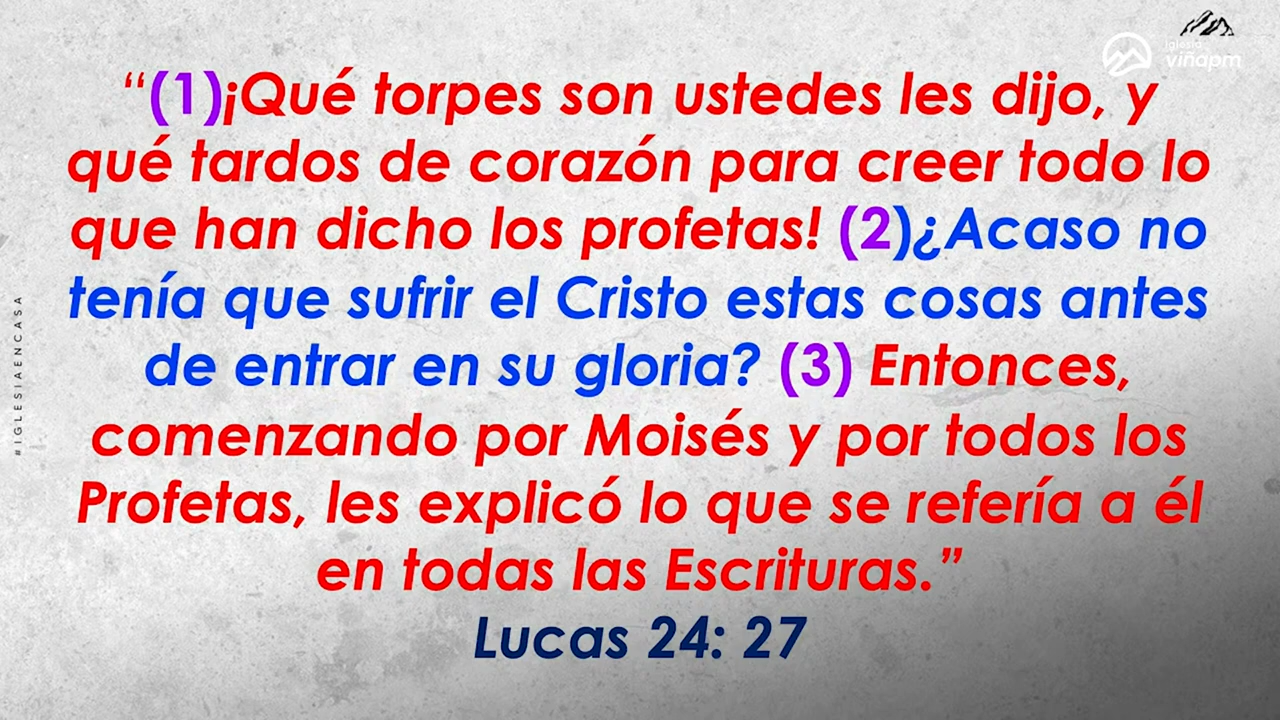 iglesia
viñapm
“(1)¡Qué torpes son ustedes les dijo, y
qué tardos de corazón para creer todo lo
que han dicho los profetas! (2)¿Acaso no
tenía que sufrir el Cristo estas cosas antes
de entrar en su gloria? (3) Entonces,
comenzando por Moisés y por todos los
Profetas, les explicó lo que se refería a él
en todas las Escrituras.”
Lucas 24: 27
#IGLESIAENCASA